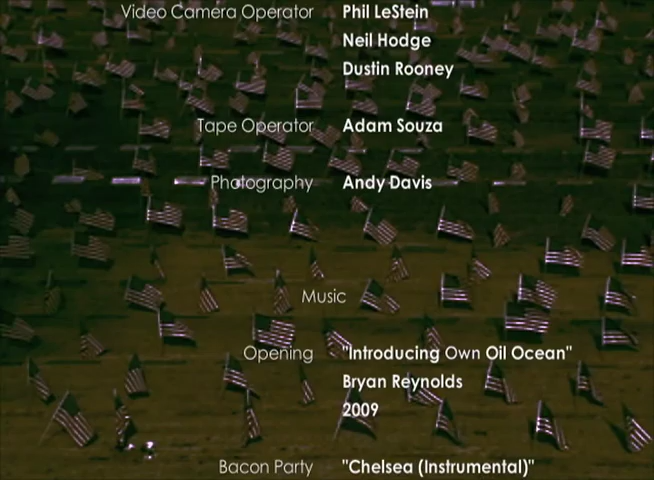 Video Camera Operator Phil LeStein
Neil Hodge
Dustin Rooney
Tape Operator Adam Souza
Photography Andy Davis
Music
Opening "Introducing Own Oil Ocean"
Bryan Reynolds
2009
Bacon Party "Chelsea (Instrumental)"